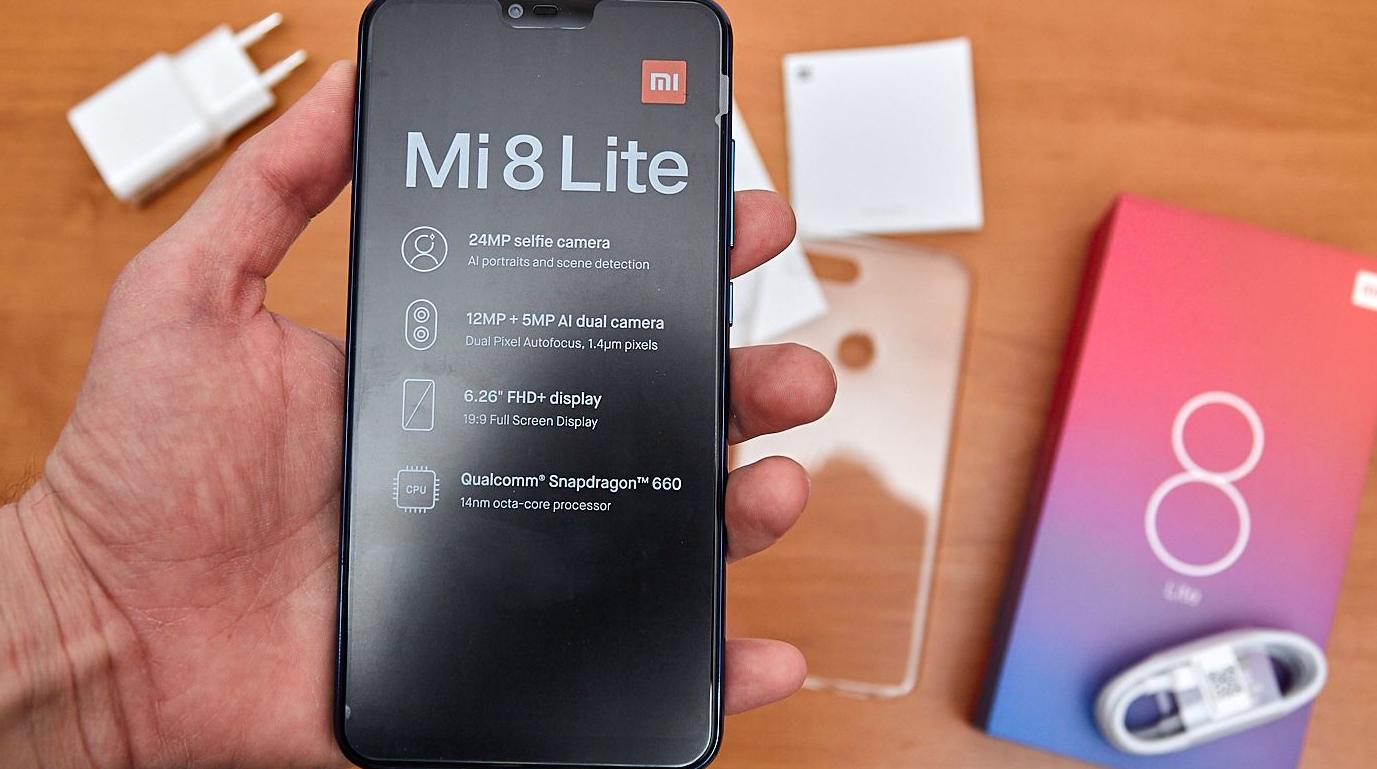 mi
Mi 8 Lite
24MP selfie camera
AI portraits and scene detection
12MP + 5MP AI dual camera
Dual Pixel Autofocus, 1.4µm pixels
6.26" FHD+ display
19:9 Full Screen Display
CPU
Qualcomm® Snapdragon™ 660
14nm octa-core processor
8
Lite